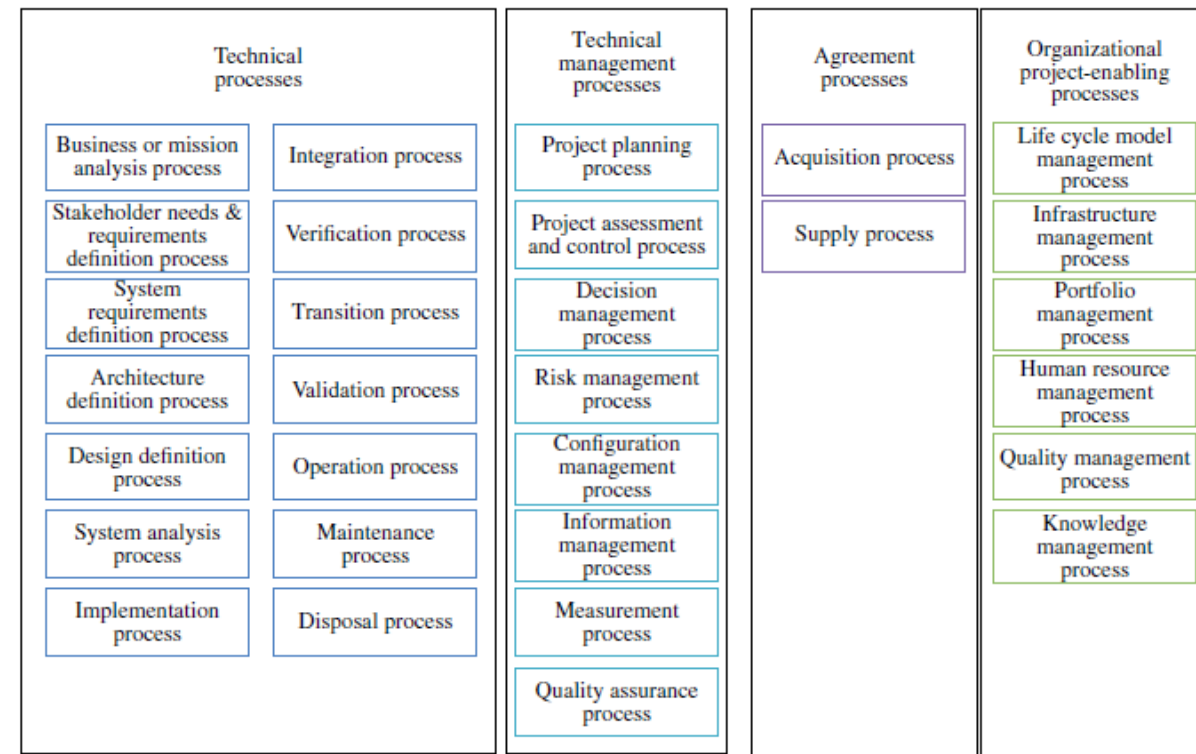 Technical
processes
Business or mission
analysis process
Stakeholder needs &
requirements
definition process
System
requirements
definition process
Architecture
definition process
Design definition
process
System analysis
process
Implementation
process
Integration process
Verification process
Transition process
Validation process
Operation process
Maintenance
process
Disposal process
Technical
management
processes
Project planning
process
Project assessment
and control process
Decision
management
process
Risk management
process
Configuration
management
process
Information
management
process
Measurement
process
Quality assurance
process
Agreement
processes
Acquisition process
Supply process
Organizational
project-enabling
processes
Life cycle model
management
process
Infrastructure
management
process
Portfolio
management
process
Human resource
management
process
Quality management
process
Knowledge
management
process